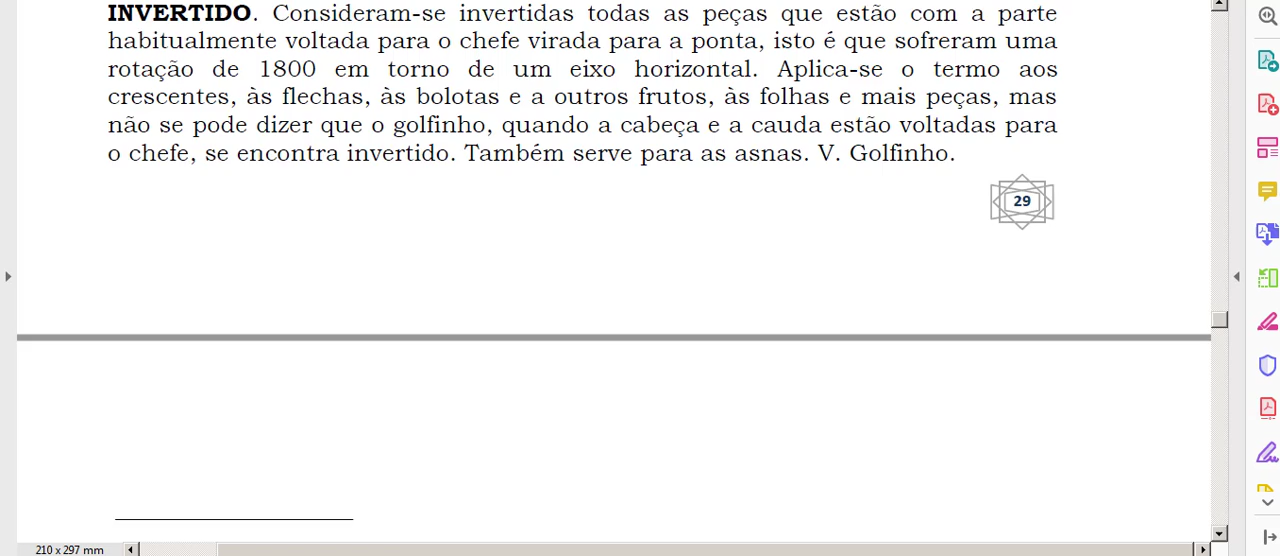 INVERTIDO. Consideram-se invertidas todas as peças que estão com a parte
habitualmente voltada para o chefe virada para a ponta, isto é que sofreram uma
rotação de 1800 em torno de um eixo horizontal. Aplica-se o termo aos
crescentes, às flechas, às bolotas e a outros frutos, às folhas e mais peças, mas
não se pode dizer que o golfinho, quando a cabeça e a cauda estão voltadas para
o chefe, se encontra invertido. Também serve para as asnas. V. Golfinho.
29
210 x 297 mm